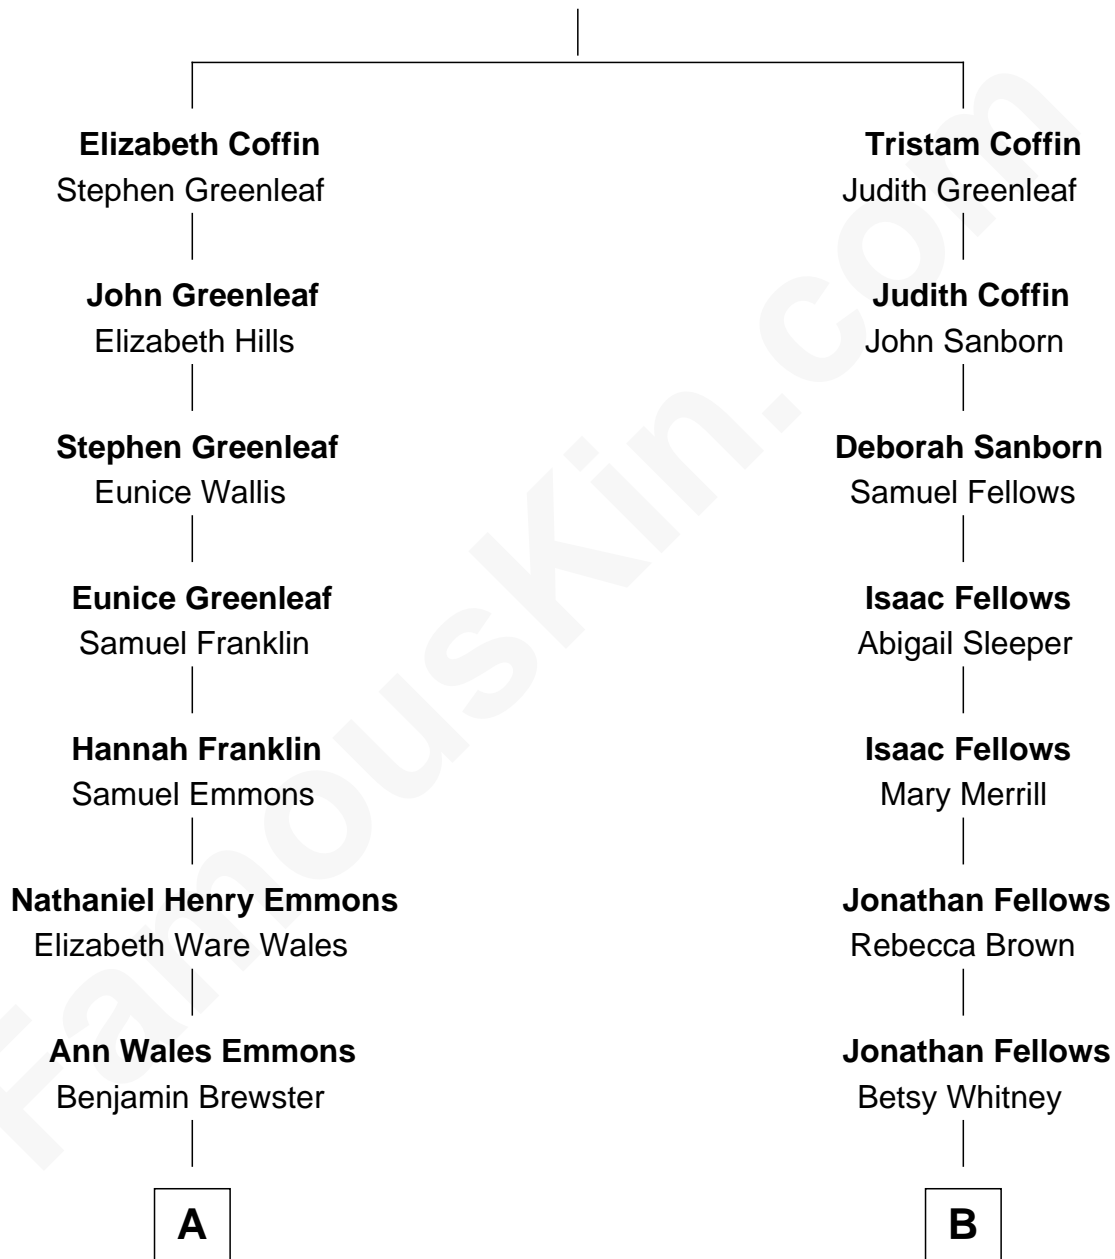 Elizabeth Coffin
Stephen Greenleaf
Tristam Coffin
Judith Greenleaf
John Greenleaf
Elizabeth Hills
Judith Coffin
John Sanborn
Stephen Greenleaf
Eunice Wallis
Deborah Sanborn
Samuel Fellows
Eunice Greenleaf
Samuel Franklin
Isaac Fellows
Abigail Sleeper
Hannah Franklin
Samuel Emmons
Isaac Fellows
Mary Merrill
Nathaniel Henry Emmons
Elizabeth Ware Wales
Jonathan Fellows
Rebecca Brown
Ann Wales Emmons
Benjamin Brewster
Jonathan Fellows
Betsy Whitney
A
B
FamousKin.com